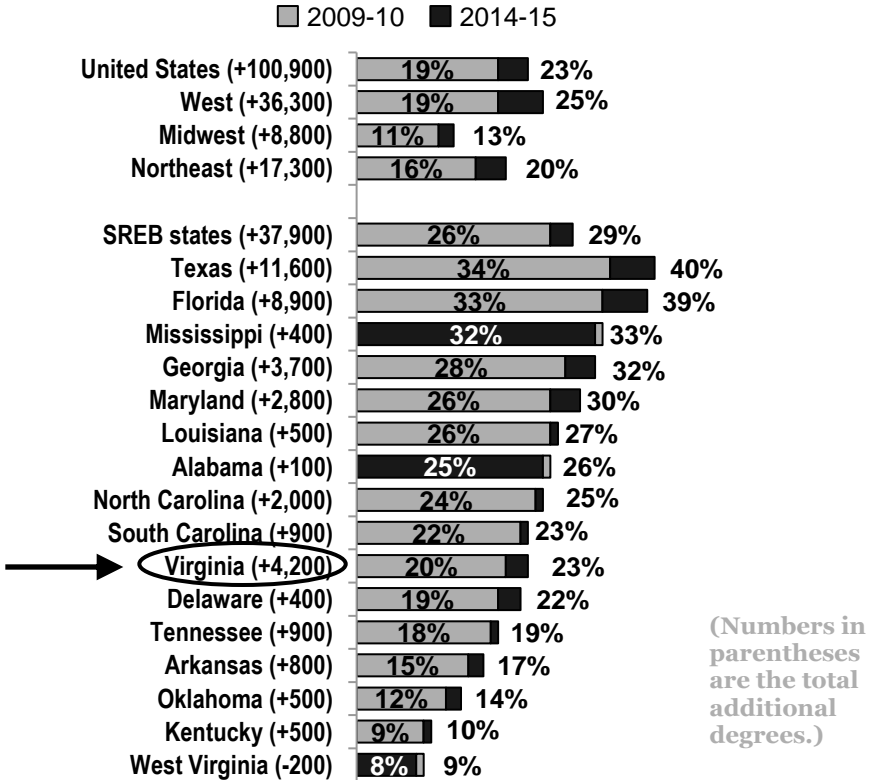 2009-10 2014-15
United States (+100,900) 19% 23%
West (+36,300) 19% 25%
Midwest (+8,800) 11% 13%
Northeast (+17,300) 16% 20%
SREB states (+37,900) 26% 29%
Texas (+11,600) 34% 40%
Florida (+8,900) 33% 39%
Mississippi (+400) 32% 33%
Georgia (+3,700) 28% 32%
Maryland (+2,800) 26% 30%
Louisiana (+500) 26% 27%
Alabama (+100) 25% 26%
North Carolina (+2,000) 24% 25%
South Carolina (+900) 22% 23%
Virginia (+4,200) 20% 23%
Delaware (+400) 19% 22%
Tennessee (+900) 18% 19%
Arkansas (+800) 15% 17%
Oklahoma (+500) 12% 14%
Kentucky (+500) 9% 10%
West Virginia (-200) 8% 9%
(Numbers in
parentheses
are the total
additional
degrees.)